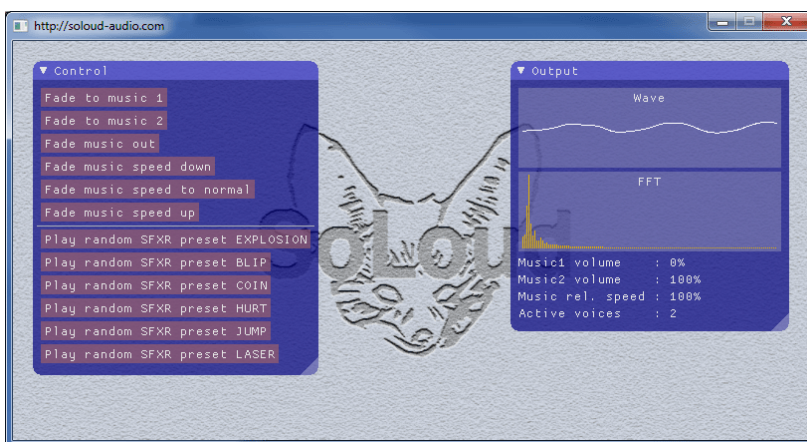 http://soloud-audio.com
Control
Fade to music 1
Fade to music 2
Fade music out
Fade music speed down
Fade music speed to normal
Fade music speed up
Play random SFXR preset EXPLOSION
Play random SFXR preset BLIP
Play random SFXR preset COIN
Play random SFXR preset HURT
Play random SFXR preset JUMP
Play random SFXR preset LASER
SoLoud
Output
Wave
FFT
Music1 volume : 0%
Music2 volume : 100%
Music rel. speed : 100%
Active voices : 2